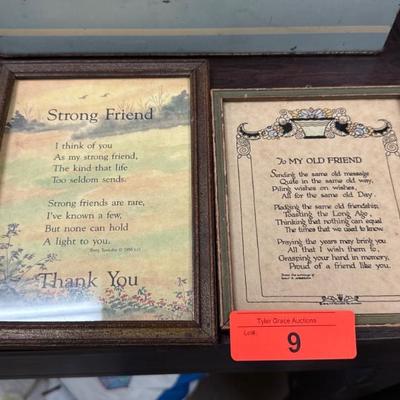 Strong Friend
I think of you
As my strong friend,
The kind that life
Too seldom sends.
Strong friends are rare,
I've known a few,
But none can hold
A light to you.
Thank You
To MY OLD FRIEND
Sending the same old message
Quite in the same old way,
Piling wishes on wishes,
All for the same old Day.
Pledging the same old friendship,
Toasting the Long Ago,
Thinking that nothing can equal
The times that we used to know
Praying the years may bring you
All that I wish them to,
Grasping your hand in memory,
Proud of a friend like you.
Tyler Grace Auctions
Lot#:
9